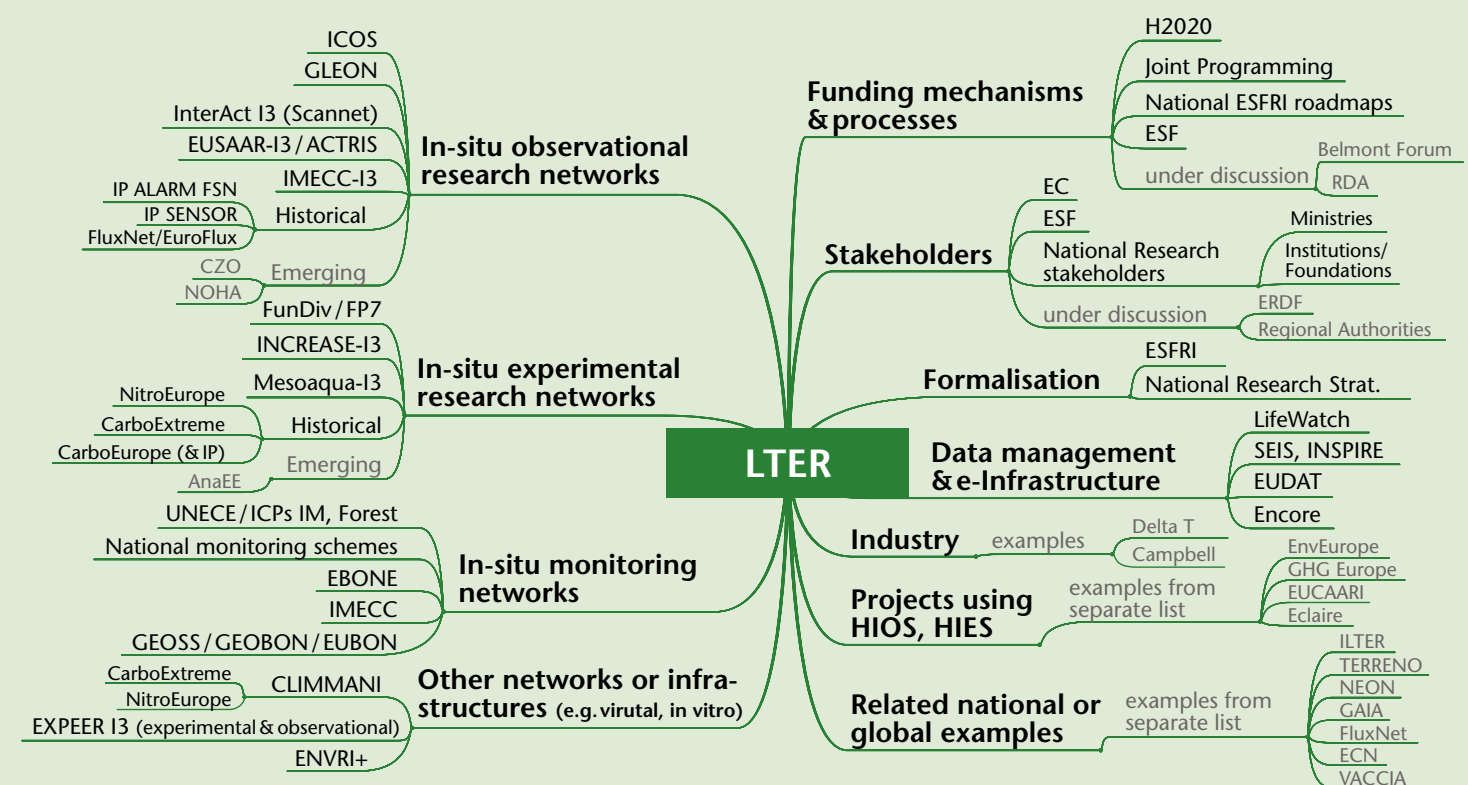 ICOS
GLEON
InterAct I3 (Scannet)
EUSAAR-I3/ACTRIS
IMECC-I3
Historical
IP ALARM FSN
IP SENSOR
FluxNet/EuroFlux
Emerging
CZO
NOHA
In-situ observational
research networks
FunDiv/FP7
INCREASE-I3
Mesoaqua-I3
Historical
NitroEurope
CarboExtreme
CarboEurope (& IP)
Emerging
AnaEE
In-situ experimental
research networks
UNECE/ICPs IM, Forest
National monitoring schemes
EBONE
IMECC
GEOSS/GEOBON/EUBON
In-situ monitoring
networks
CarboExtreme
NitroEurope
CLIMMANI
EXPEER I3 (experimental & observational)
ENVRI+
Other networks or infra-
structures (e.g. virutal, in vitro)
LTER
Funding mechanisms
& processes
H2020
Joint Programming
National ESFRI roadmaps
ESF
under discussion
Belmont Forum
RDA
Stakeholders
EC
ESF
National Research
stakeholders
Ministries
Institutions/
Foundations
under discussion
ERDF
Regional Authorities
Formalisation
ESFRI
National Research Strat.
Data management
& e-Infrastructure
LifeWatch
SEIS, INSPIRE
EUDAT
Encore
Industry
examples
Delta T
Campbell
Projects using
HIOS, HIES
examples from
separate list
EnvEurope
GHG Europe
EUCAARI
Eclaire
Related national or
global examples
examples from
separate list
ILTER
TERRENO
NEON
GAIA
FluxNet
ECN
VACCIA